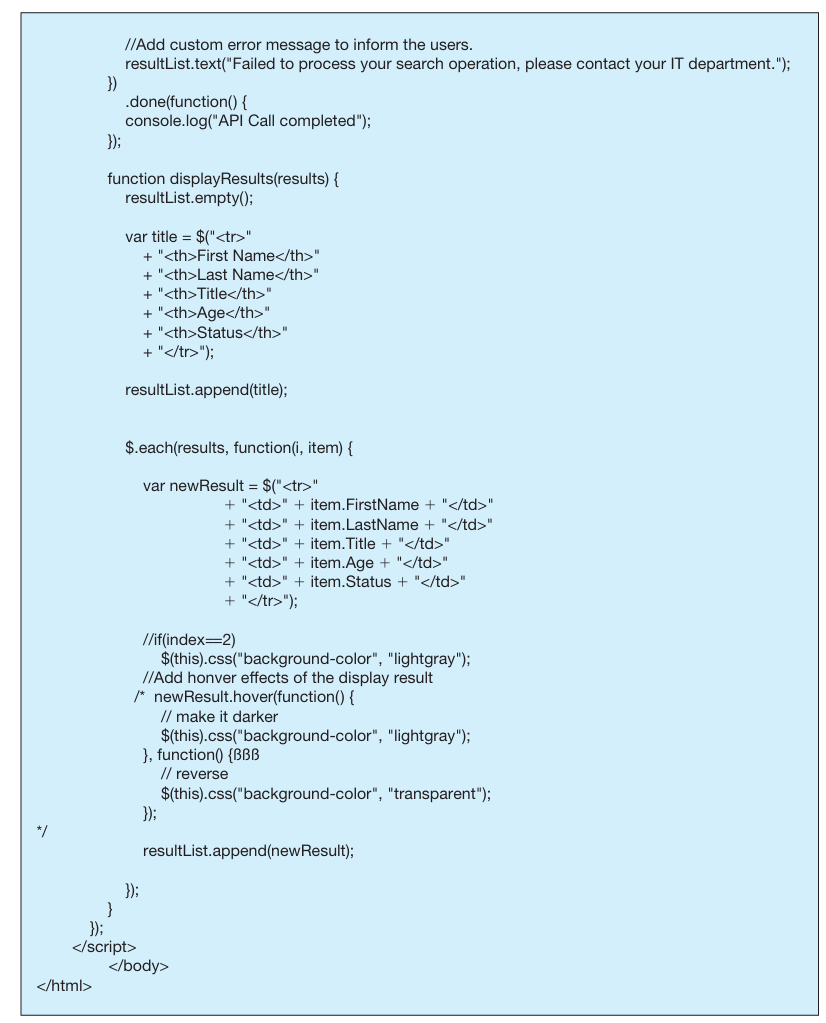 //Add custom error message to inform the users.
resultList.text("Failed to process your search operation, please contact your IT department.");
})
.done(function() {
console.log("API Call completed");
});
function displayResults(results) {
resultList.empty();
var title = $("<tr>"
+ "<th>First Name</th>"
+ "<th>Last Name</th>"
+ "<th>Title</th>"
+ "<th>Age</th>"
+ "<th>Status</th>"
+ "</tr>");
resultList.append(title);
$.each(results, function(i, item) {
var newResult = $("<tr>"
+ "<td>" + item.FirstName + "</td>"
+ "<td>" + item.LastName + "</td>"
+ "<td>" + item.Title + "</td>"
+ "<td>" + item.Age + "</td>"
+ "<td>" + item.Status + "</td>"
+ "</tr>");
//if(index==2)
$(this).css("background-color", "lightgray");
//Add honver effects of the display result
/* newResult.hover(function() {
// make it darker
$(this).css("background-color", "lightgray");
}, function() {ßßß
// reverse
$(this).css("background-color", "transparent");
});
*/
resultList.append(newResult);
});
}
});
</script>
</body>
</html>